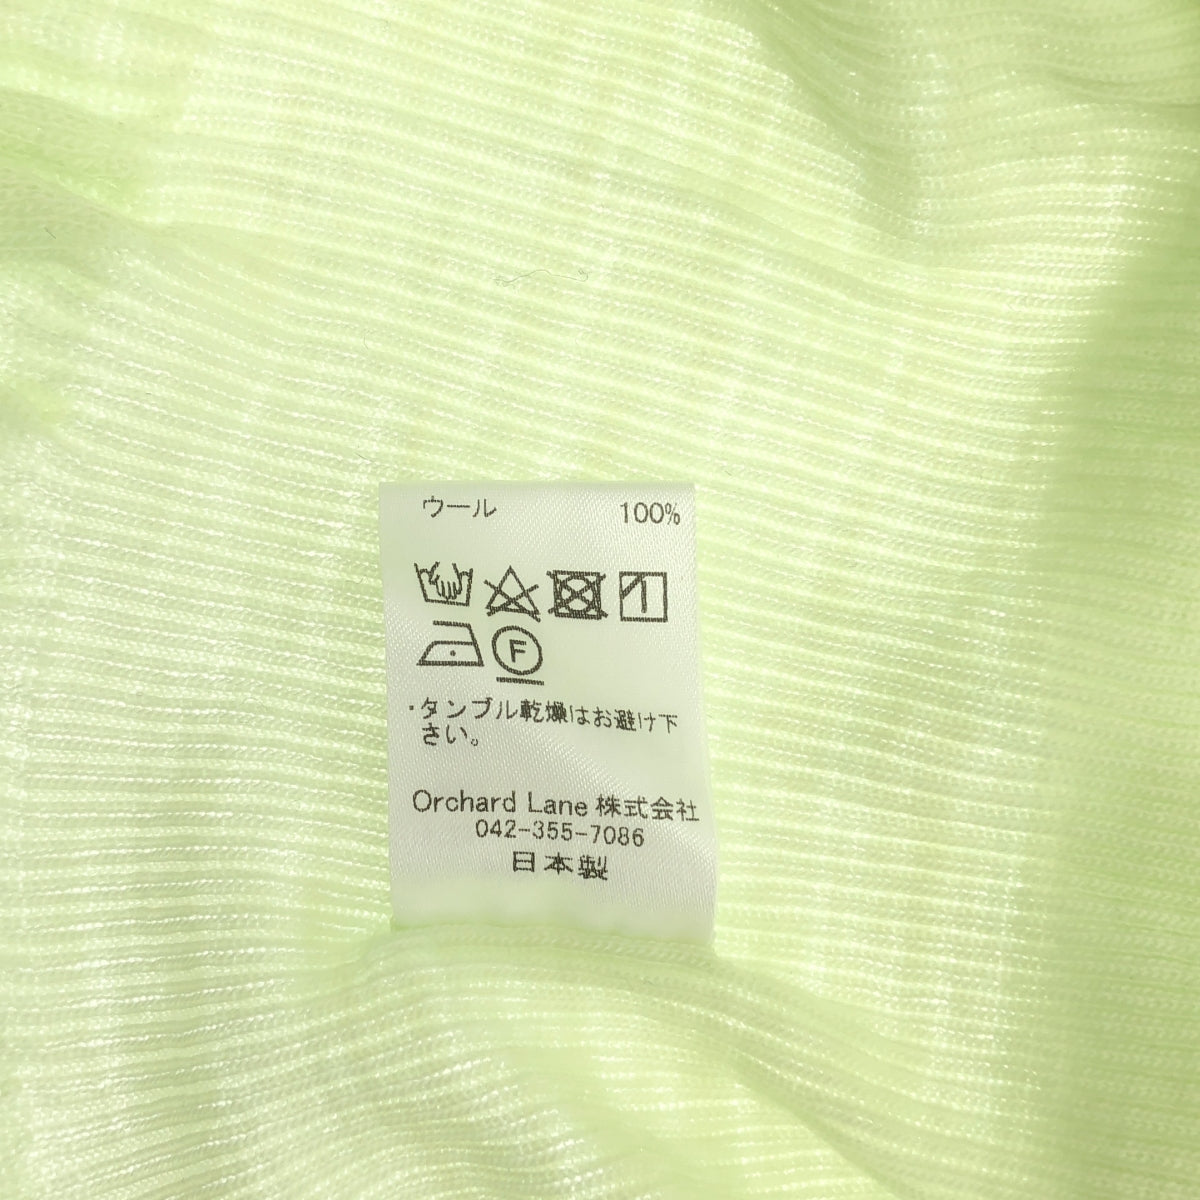 ウール 100%
F
・タンブル乾燥はお避け下
さい。
Orchard Lane 株式会社
042-355-7086
日本製